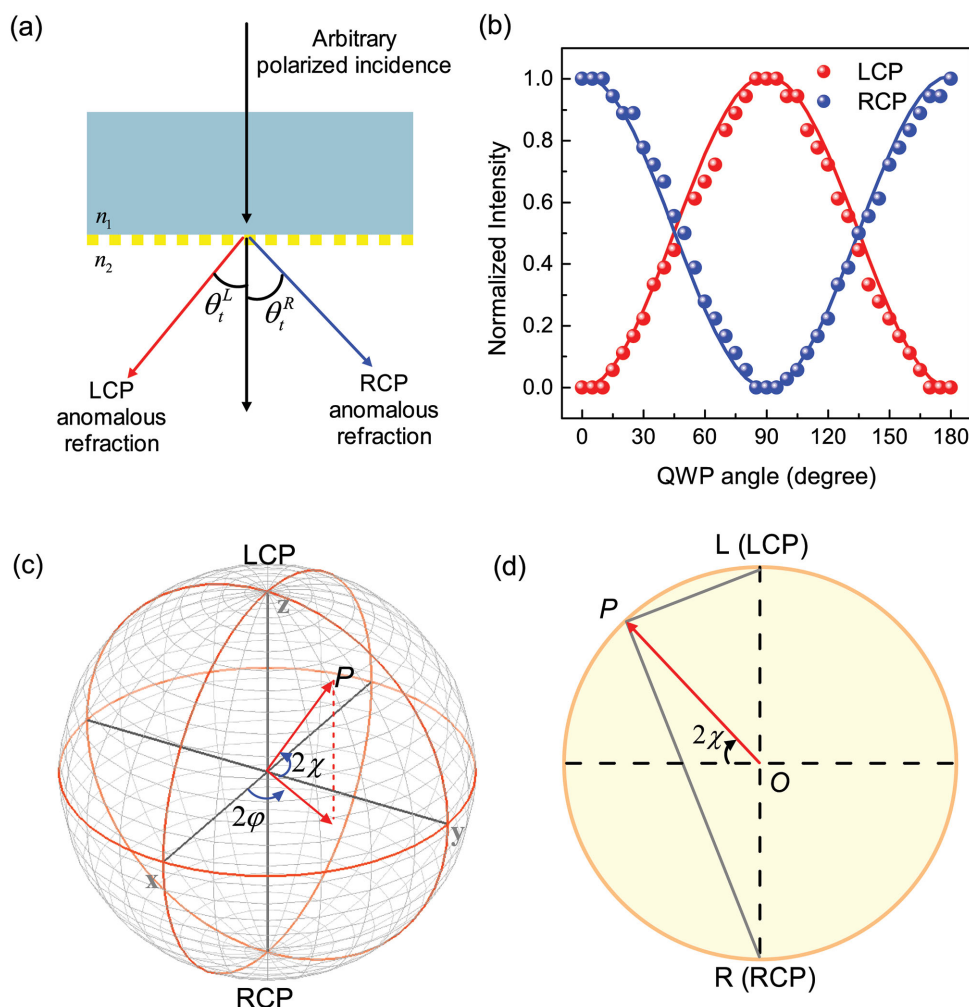 (a)
Arbitrary
polarized incidence
n₁
n₂
θₜᴸ
θₜᴿ
LCP
anomalous
refraction
RCP
anomalous
refraction
(b)
LCP
RCP
Normalized Intensity
1.0
0.8
0.6
0.4
0.2
0.0
0
30
60
90
120
150
180
QWP angle (degree)
(c)
LCP
z
P
2χ
2φ
y
x
RCP
(d)
L (LCP)
P
2χ
O
R (RCP)